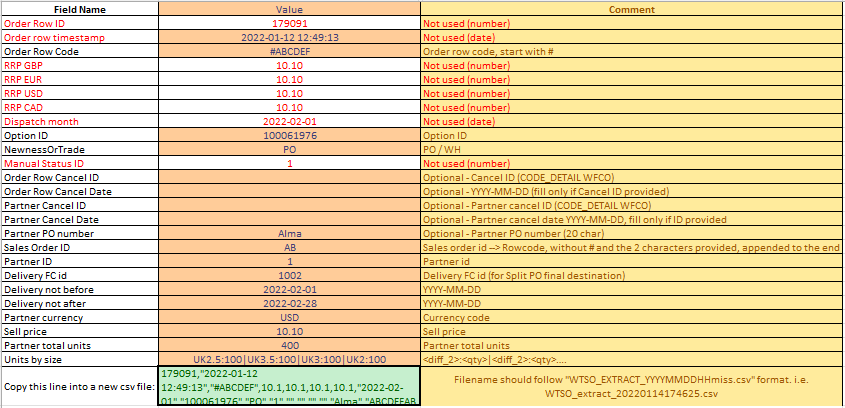 Field Name Value Comment
Order Row ID 179091 Not used (number)
Order row timestamp 2022-01-12 12:49:13 Not used (date)
Order Row Code #ABCDEF Order row code, start with #
RRP GBP 10.10 Not used (number)
RRP EUR 10.10 Not used (number)
RRP USD 10.10 Not used (number)
RRP CAD 10.10 Not used (number)
Dispatch month 2022-02-01 Not used (date)
Option ID 100061976 Option ID
NewnessOrTrade PO PO / WH
Manual Status ID 1 Not used (number)
Order Row Cancel ID Optional - Cancel ID (CODE_DETAIL WFCO)
Order Row Cancel Date Optional - YYYY-MM-DD (fill only if Cancel ID provided)
Partner Cancel ID Optional - Partner cancel ID (CODE_DETAIL WFCO)
Partner Cancel Date Optional - Partner cancel date YYYY-MM-DD, fill only if ID provided
Partner PO number Alma Optional - Partner PO number (20 char)
Sales Order ID AB Sales order id --> Rowcode, without # and the 2 characters provided, appended to the end
Partner ID 1 Partner id
Delivery FC id 1002 Delivery FC id (for Split PO final destination)
Delivery not before 2022-02-01 YYYY-MM-DD
Delivery not after 2022-02-28 YYYY-MM-DD
Partner currency USD Currency code
Sell price 10.10 Sell price
Partner total units 400 Partner total units
Units by size UK2.5:100|UK3.5:100|UK3:100|UK2:100 <diff_2>:<qty>|<diff_2>:<qty>....
Copy this line into a new csv file:
179091,"2022-01-12
12:49:13","#ABCDEF",10.1,10.1,10.1,10.1,"2022-02-
01","100061976","PO","1","","","","","Alma","ABCDEFAB
Filename should follow "WTSO_EXTRACT_YYYYMMDDHHmiss.csv" format. i.e.
WTSO_extract_20220114174625.csv